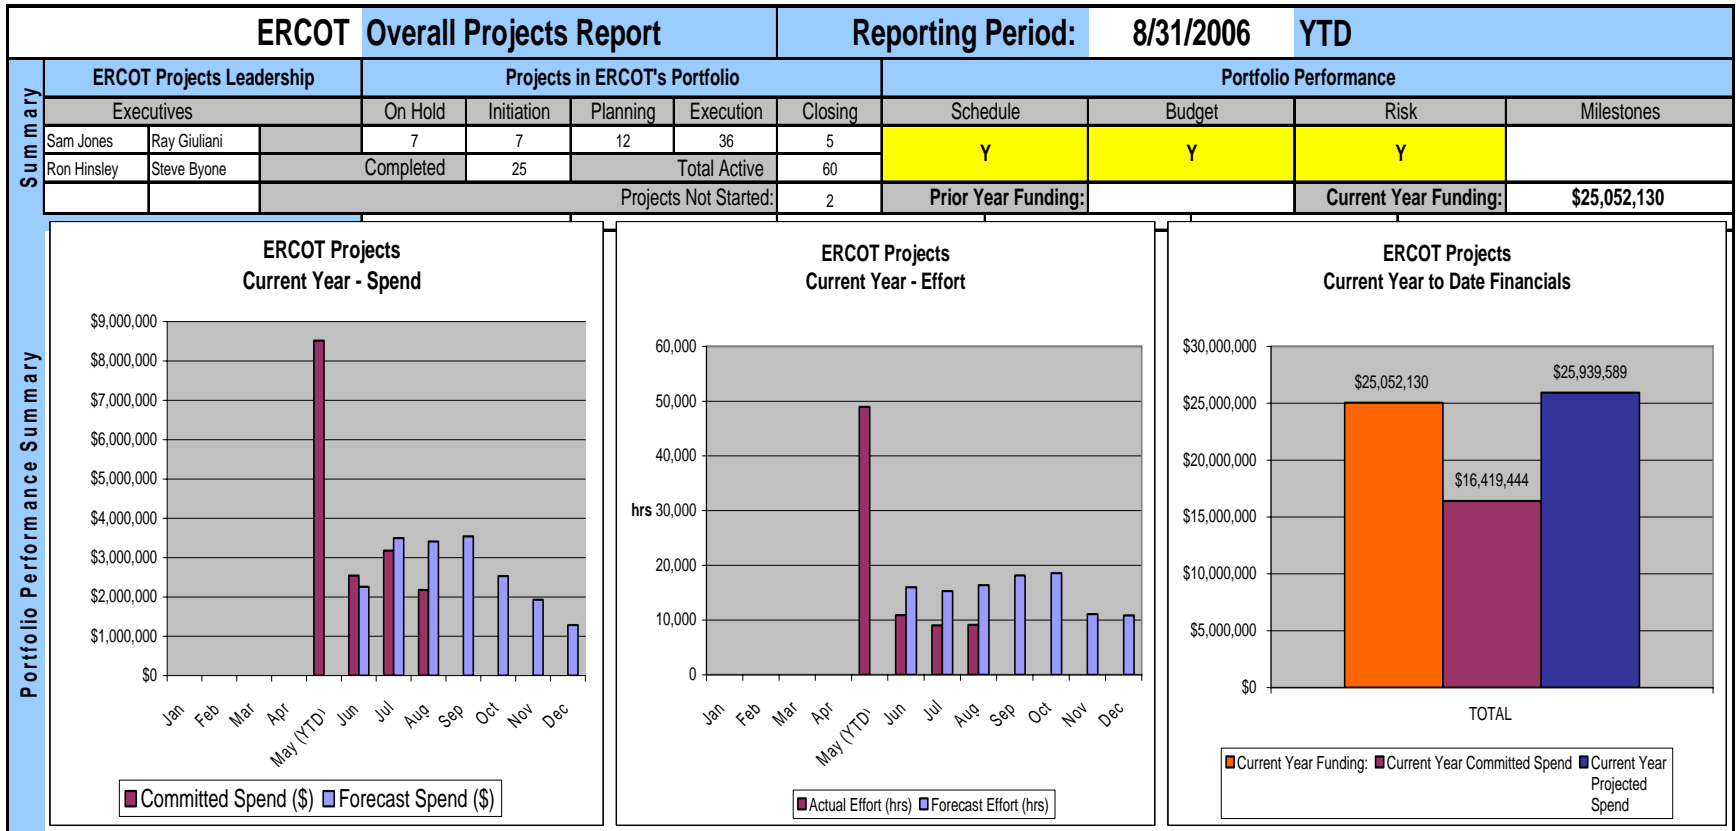 ERCOT Overall Projects Report Reporting Period: 8/31/2006 YTD
Summary
ERCOT Projects Leadership Projects in ERCOT's Portfolio Portfolio Performance
Executives On Hold Initiation Planning Execution Closing Schedule Budget Risk Milestones
Sam Jones Ray Giuliani 7 7 12 36 5 Y Y Y
Ron Hinsley Steve Byone Completed 25 Total Active 60
Projects Not Started: 2 Prior Year Funding: Current Year Funding: $25,052,130
Portfolio Performance Summary
ERCOT Projects
Current Year - Spend
$9,000,000
$8,000,000
$7,000,000
$6,000,000
$5,000,000
$4,000,000
$3,000,000
$2,000,000
$1,000,000
$0
Jan Feb Mar Apr May (YTD) Jun Jul Aug Sep Oct Nov Dec
Committed Spend ($) Forecast Spend ($)
ERCOT Projects
Current Year - Effort
60,000
50,000
40,000
hrs 30,000
20,000
10,000
0
Jan Feb Mar Apr May (YTD) Jun Jul Aug Sep Oct Nov Dec
Actual Effort (hrs) Forecast Effort (hrs)
ERCOT Projects
Current Year to Date Financials
$30,000,000
$25,000,000
$20,000,000
$15,000,000
$10,000,000
$5,000,000
$0
$25,052,130
$16,419,444
$25,939,589
TOTAL
Current Year Funding: Current Year Committed Spend Current Year
Projected
Spend